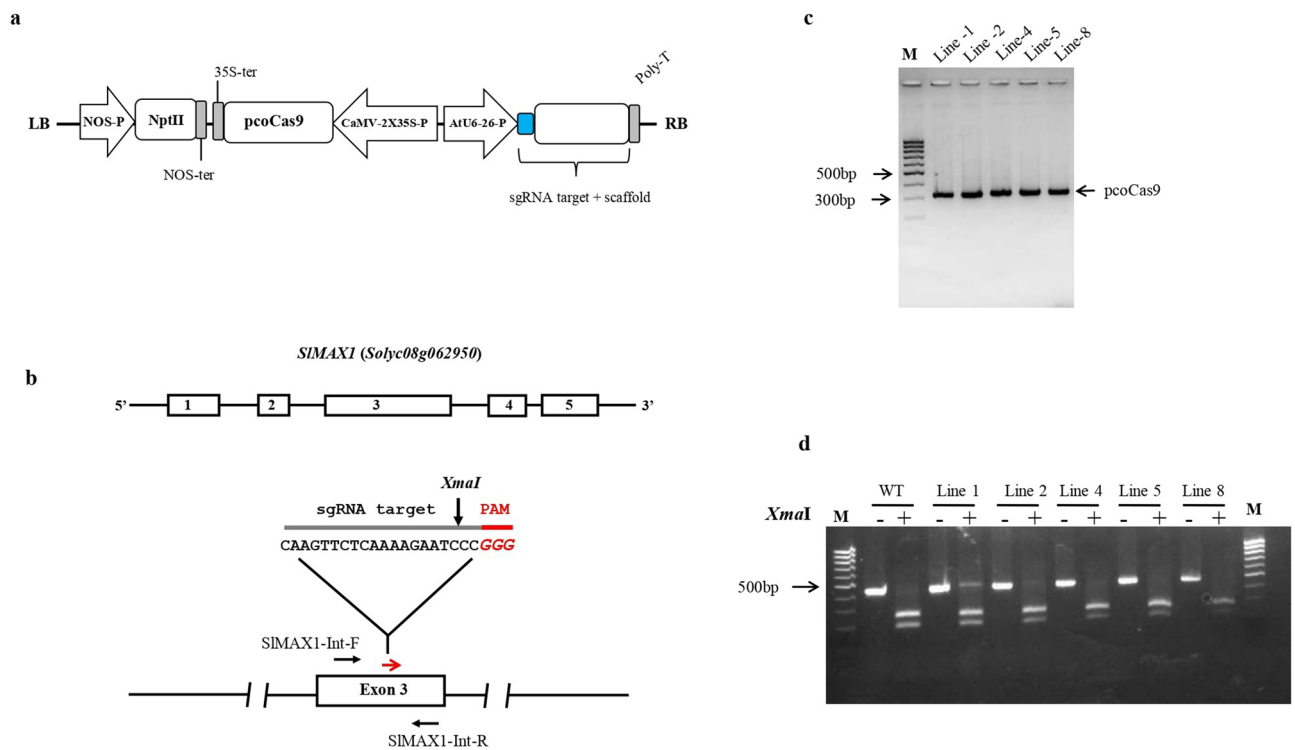 a
35S-ter
Poly-T
LB
NOS-P
NptII
pcoCas9
CaMV-2X35S-P
AtU6-26-P
RB
NOS-ter
sgRNA target + scaffold
b
SlMAX1 (Solyc08g062950)
5’
1
2
3
4
5
3’
XmaI
sgRNA target
PAM
CAAGTTCTCAAAAGAATCCCGGG
SlMAX1-Int-F
Exon 3
SlMAX1-Int-R
c
M
Line -1
Line -2
Line-4
Line-5
Line-8
500bp
300bp
pcoCas9
d
WT
Line 1
Line 2
Line 4
Line 5
Line 8
XmaI
M
- + - + - + - + - + - +
M
500bp